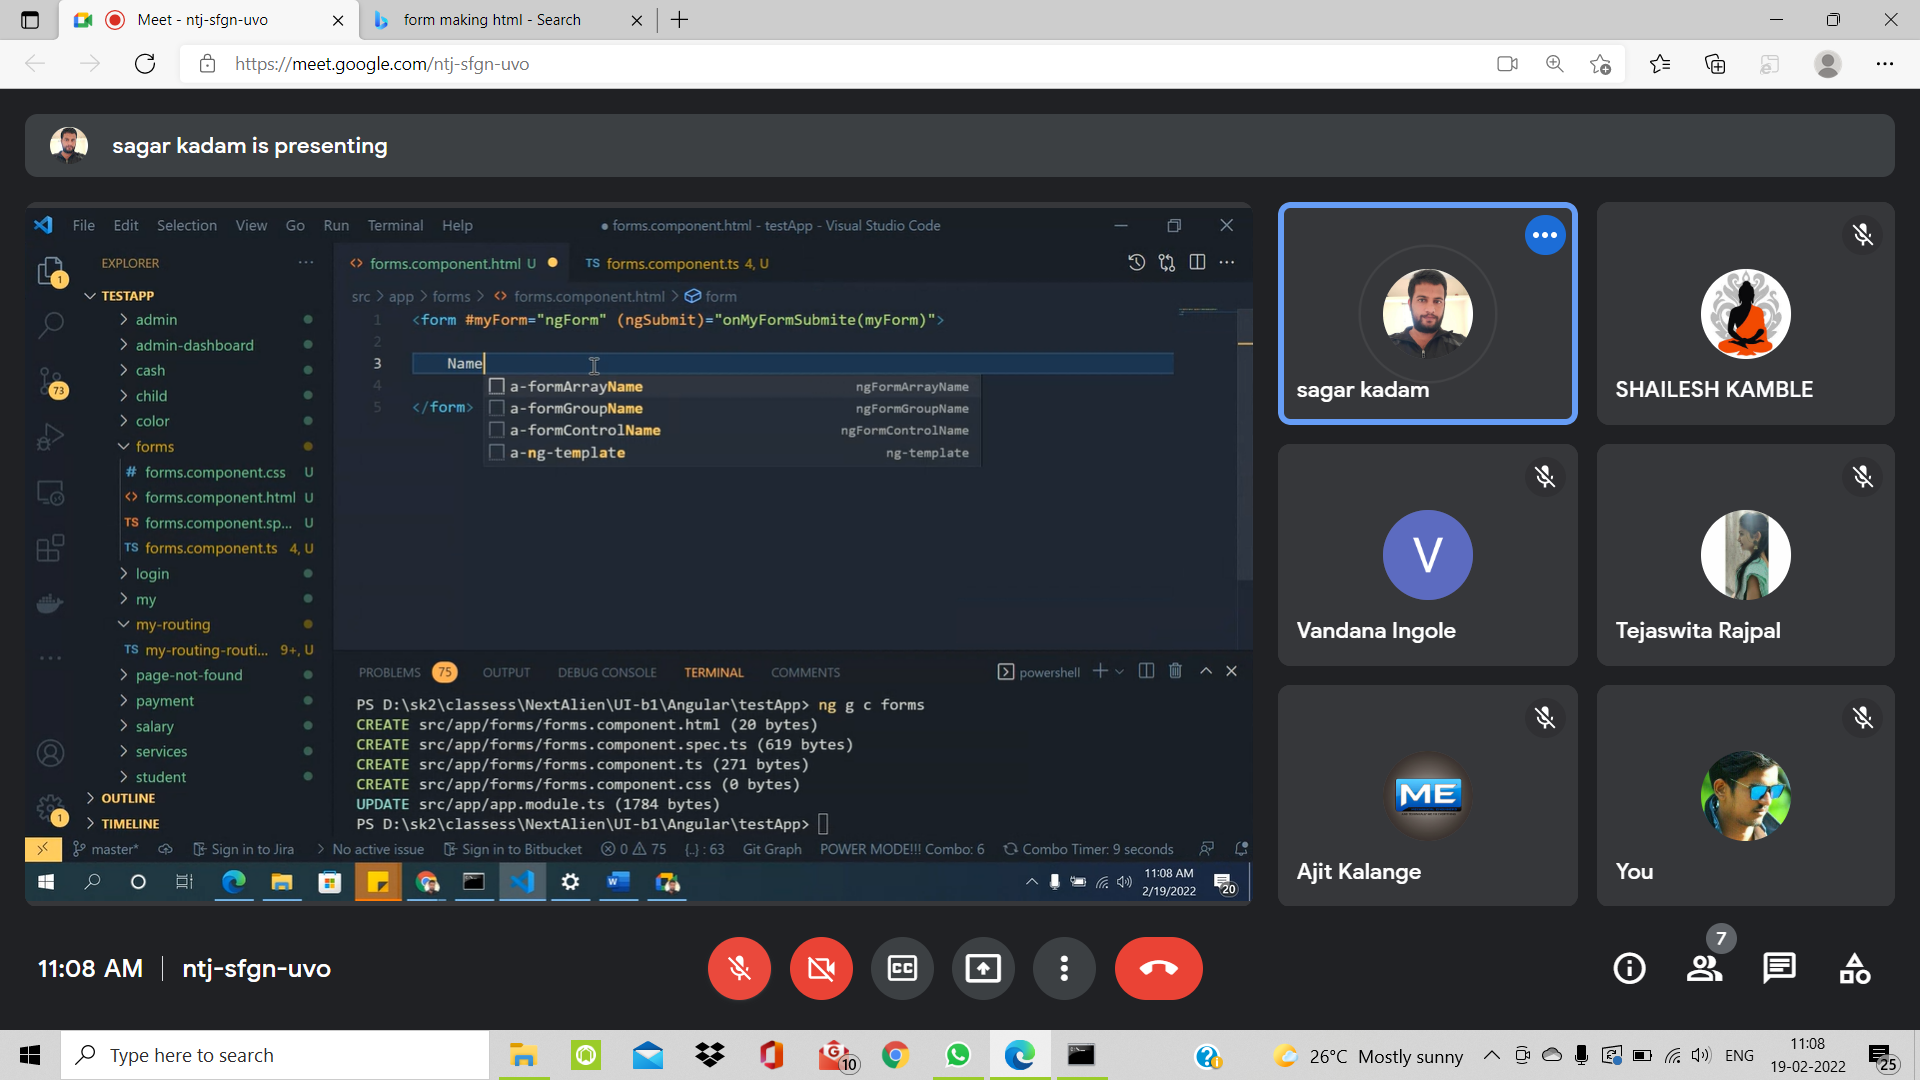 Meet - ntj-sfgn-uvo
form making html - Search
https://meet.google.com/ntj-sfgn-uvo
sagar kadam is presenting
File Edit Selection View Go Run Terminal Help
● forms.component.html - testApp - Visual Studio Code
EXPLORER
forms.component.html U
TS forms.component.ts 4, U
TESTAPP
src > app > forms > forms.component.html > form
admin
admin-dashboard
cash
child
color
forms
# forms.component.css U
<> forms.component.html U
TS forms.component.sp... U
TS forms.component.ts 4, U
login
my
my-routing
TS my-routing-routi... 9+, U
page-not-found
payment
salary
services
student
OUTLINE
TIMELINE
1
73
1
1 <form #myForm="ngForm" (ngSubmit)="onMyFormSubmite(myForm)">
2
3 Name
4
5 </form>
a-formArrayName ngFormArrayName
a-formGroupName ngFormGroupName
a-formControlName ngFormControlName
a-ng-template ng-template
PROBLEMS 75 OUTPUT DEBUG CONSOLE TERMINAL COMMENTS
powershell
PS D:\sk2\classess\NextAlien\UI-b1\Angular\testApp> ng g c forms
CREATE src/app/forms/forms.component.html (20 bytes)
CREATE src/app/forms/forms.component.spec.ts (619 bytes)
CREATE src/app/forms/forms.component.ts (271 bytes)
CREATE src/app/forms/forms.component.css (0 bytes)
UPDATE src/app/app.module.ts (1784 bytes)
PS D:\sk2\classess\NextAlien\UI-b1\Angular\testApp>
master* Sign in to Jira No active issue Sign in to Bitbucket 0 75 {..} : 63 Git Graph POWER MODE!!! Combo: 6 Combo Timer: 9 seconds
11:08 AM
2/19/2022
20
sagar kadam
SHAILESH KAMBLE
V
Vandana Ingole
Tejaswita Rajpal
ME
Ajit Kalange
You
11:08 AM | ntj-sfgn-uvo
CC
7
Type here to search
10
26°C Mostly sunny
ENG
11:08
19-02-2022
25